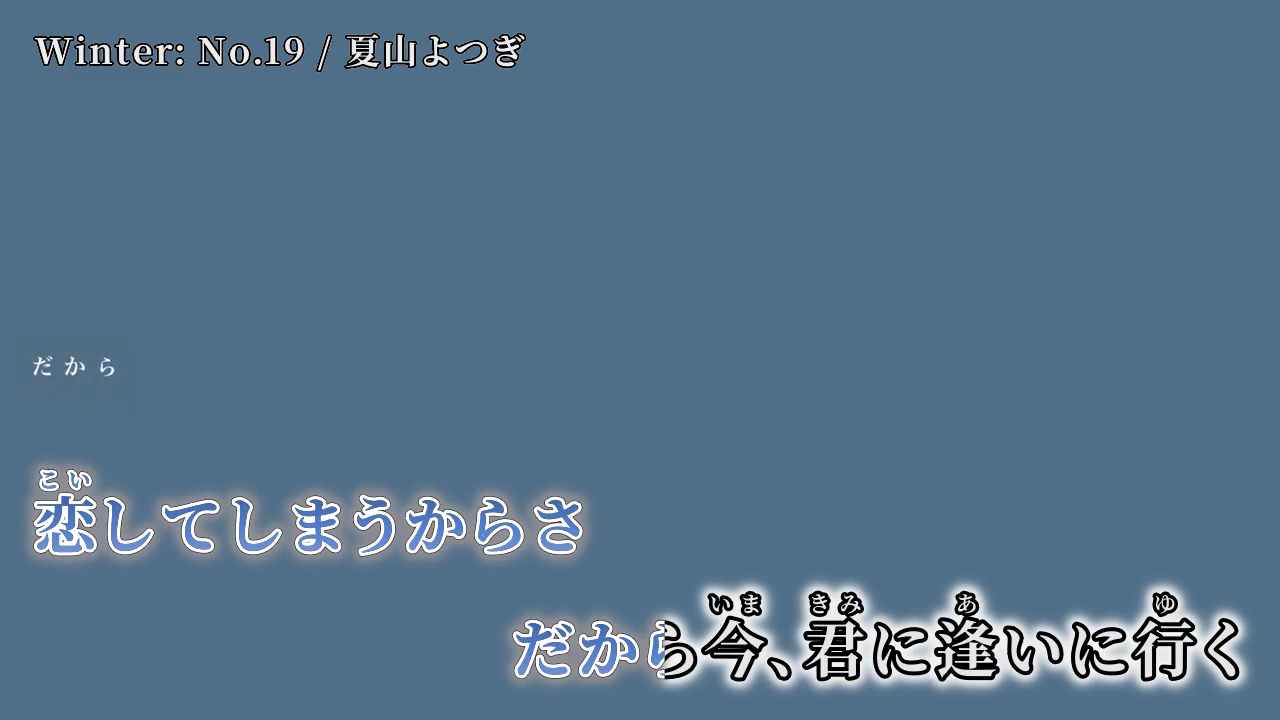 Winter: No.19 / 夏山よつぎ
だから
こい
恋してしまうからさ
いま きみ あ ゆ
だから今、君に逢いに行く